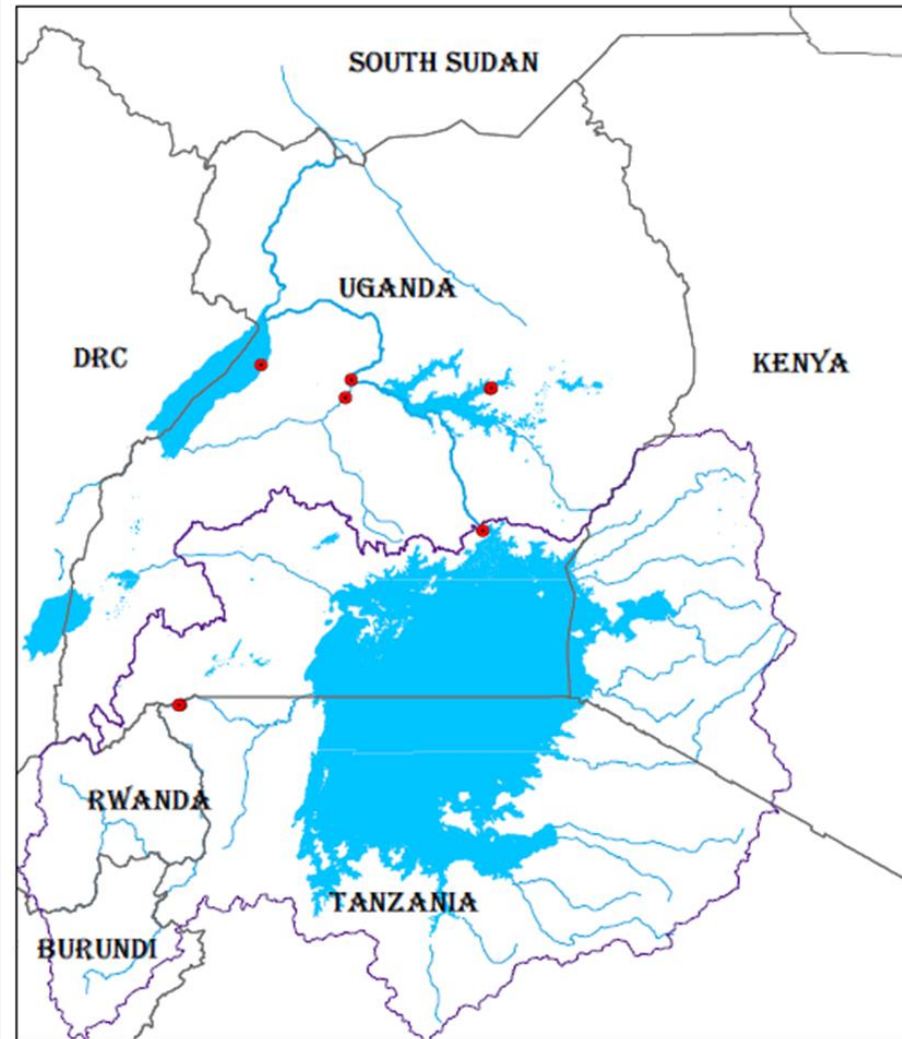 SOUTH SUDAN
UGANDA
DRC
KENYA
RWANDA
TANZANIA
BURUNDI